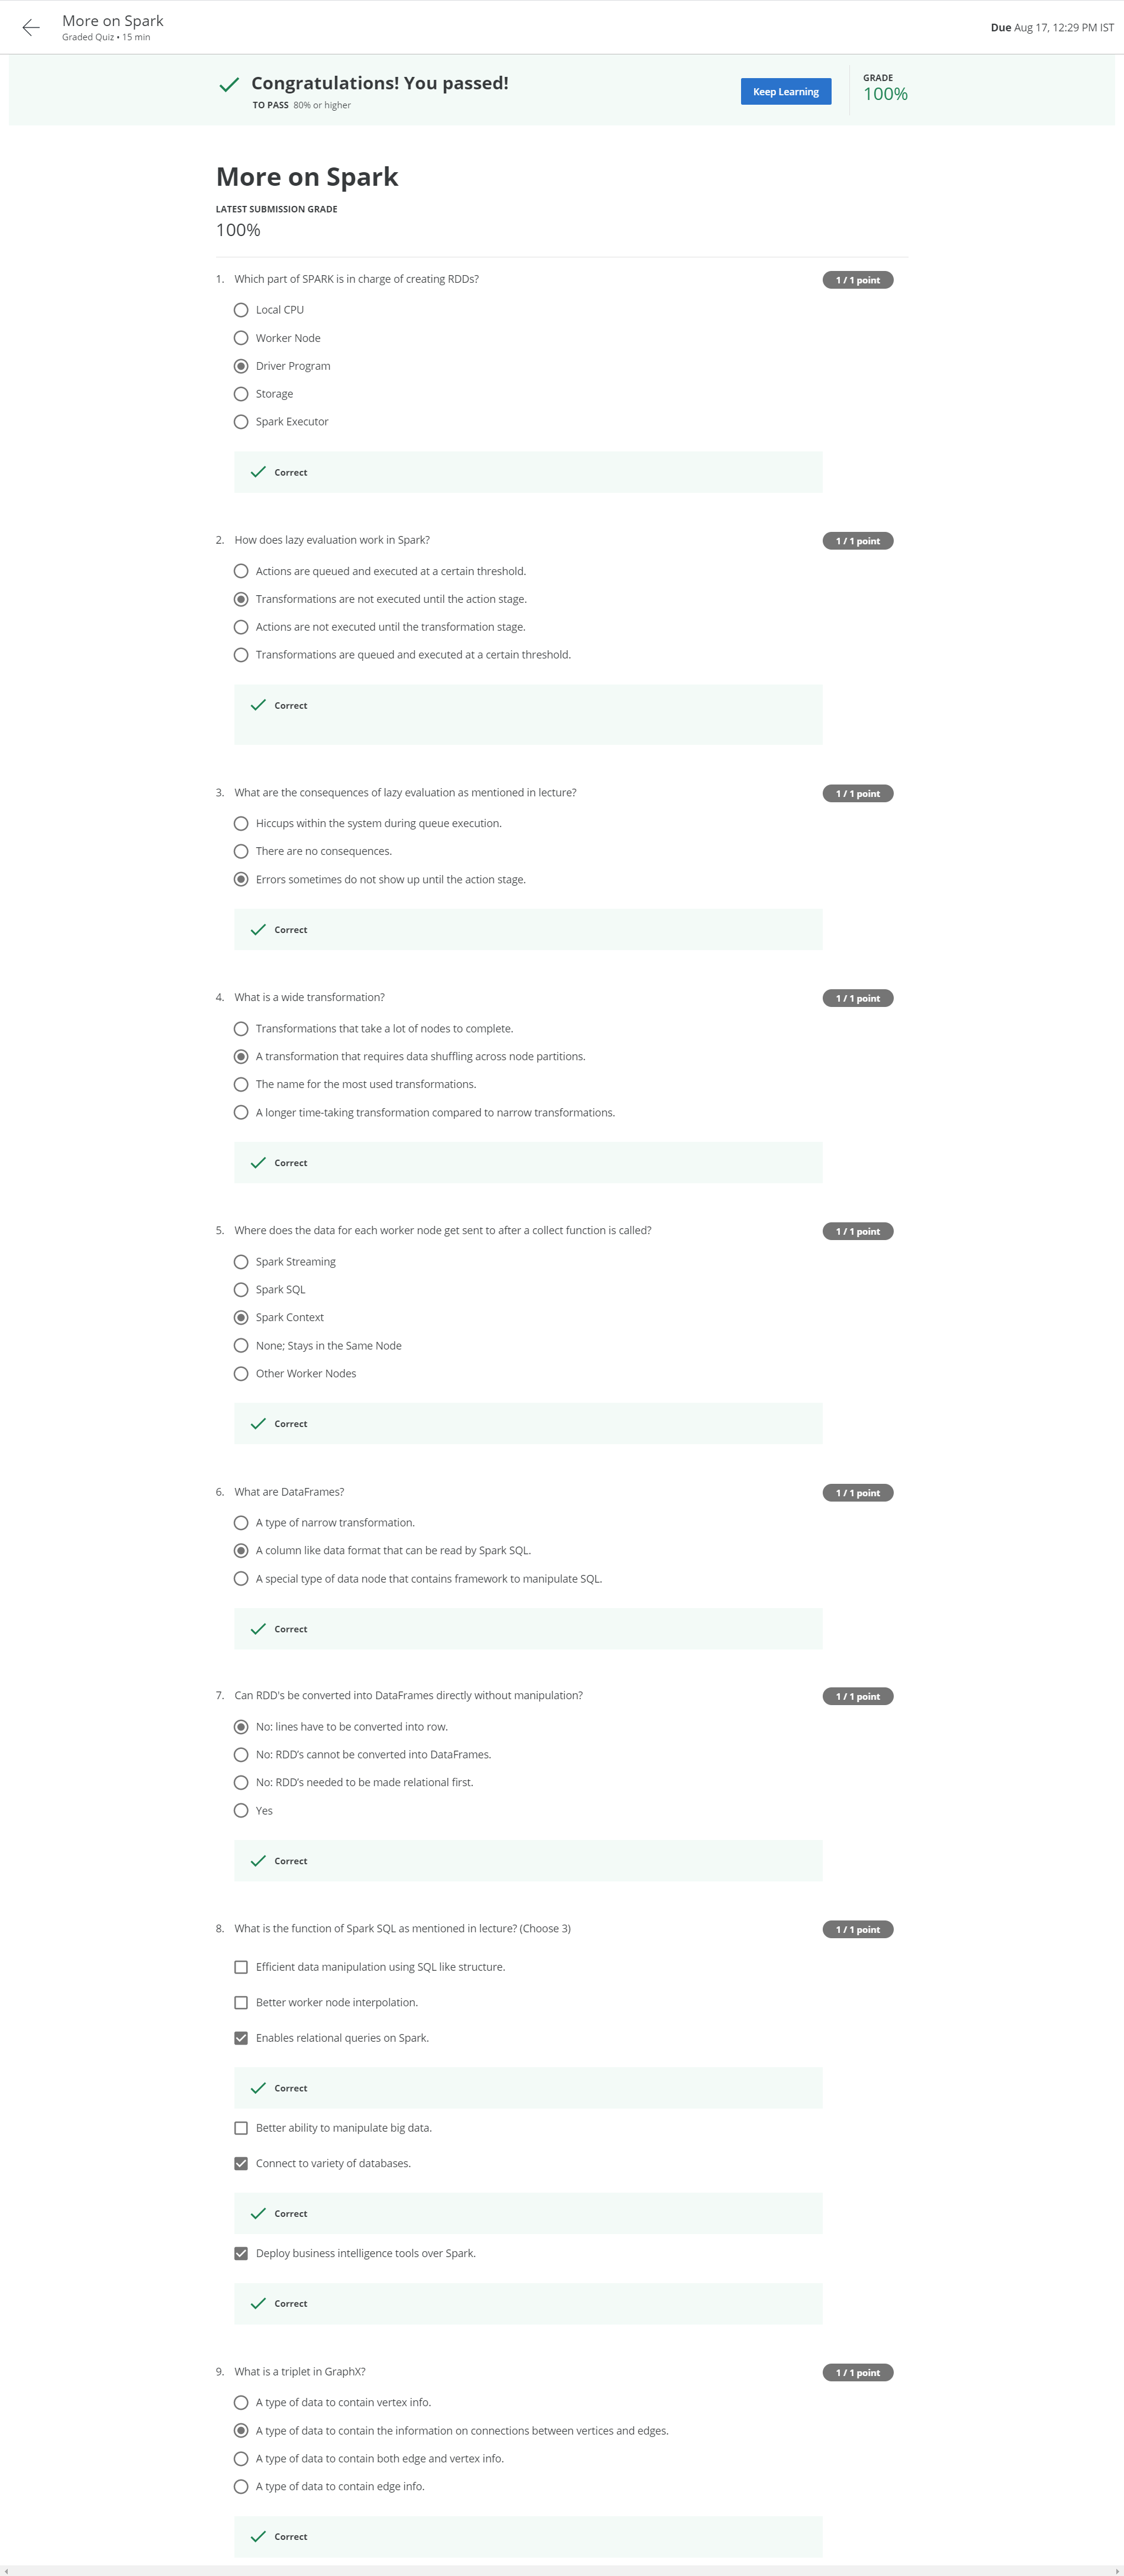 More on Spark
Graded Quiz • 15 min
Due Aug 17, 12:29 PM IST
Congratulations! You passed!
TO PASS 80% or higher
Keep Learning
GRADE
100%
More on Spark
LATEST SUBMISSION GRADE
100%
1. Which part of SPARK is in charge of creating RDDs?
1 / 1 point
Local CPU
Worker Node
Driver Program
Storage
Spark Executor
Correct
2. How does lazy evaluation work in Spark?
1 / 1 point
Actions are queued and executed at a certain threshold.
Transformations are not executed until the action stage.
Actions are not executed until the transformation stage.
Transformations are queued and executed at a certain threshold.
Correct
3. What are the consequences of lazy evaluation as mentioned in lecture?
1 / 1 point
Hiccups within the system during queue execution.
There are no consequences.
Errors sometimes do not show up until the action stage.
Correct
4. What is a wide transformation?
1 / 1 point
Transformations that take a lot of nodes to complete.
A transformation that requires data shuffling across node partitions.
The name for the most used transformations.
A longer time-taking transformation compared to narrow transformations.
Correct
5. Where does the data for each worker node get sent to after a collect function is called?
1 / 1 point
Spark Streaming
Spark SQL
Spark Context
None; Stays in the Same Node
Other Worker Nodes
Correct
6. What are DataFrames?
1 / 1 point
A type of narrow transformation.
A column like data format that can be read by Spark SQL.
A special type of data node that contains framework to manipulate SQL.
Correct
7. Can RDD's be converted into DataFrames directly without manipulation?
1 / 1 point
No: lines have to be converted into row.
No: RDD's cannot be converted into DataFrames.
No: RDD's needed to be made relational first.
Yes
Correct
8. What is the function of Spark SQL as mentioned in lecture? (Choose 3)
1 / 1 point
Efficient data manipulation using SQL like structure.
Better worker node interpolation.
Enables relational queries on Spark.
Correct
Better ability to manipulate big data.
Connect to variety of databases.
Correct
Deploy business intelligence tools over Spark.
Correct
9. What is a triplet in GraphX?
1 / 1 point
A type of data to contain vertex info.
A type of data to contain the information on connections between vertices and edges.
A type of data to contain both edge and vertex info.
A type of data to contain edge info.
Correct